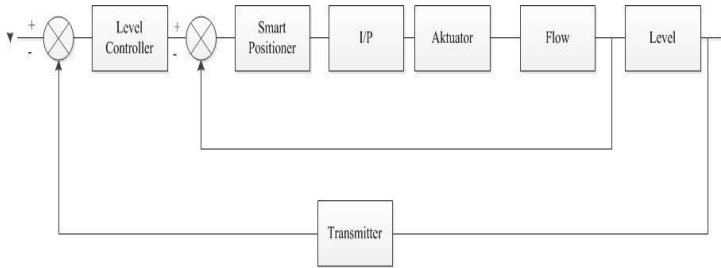 +
-
Level
Controller
+
-
Smart
Positioner
I/P
Aktuator
Flow
Level
Transmitter